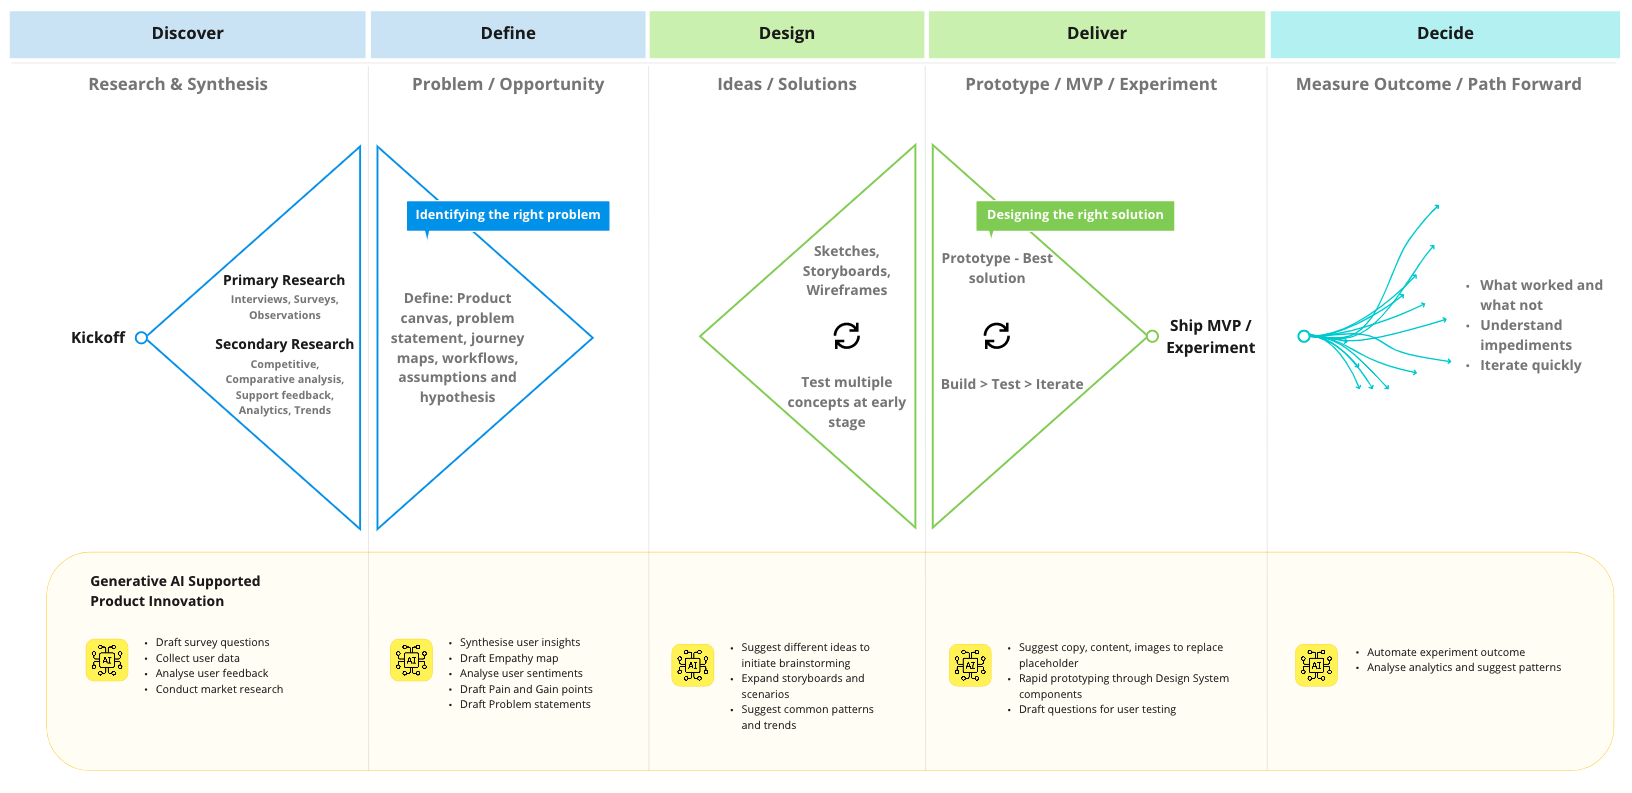 Discover
Define
Design
Deliver
Decide
Research & Synthesis
Problem / Opportunity
Ideas / Solutions
Prototype / MVP / Experiment
Measure Outcome / Path Forward
Kickoff
Primary Research
Interviews, Surveys,
Observations
Secondary Research
Competitive,
Comparative analysis,
Support feedback,
Analytics, Trends
Identifying the right problem
Define: Product
canvas, problem
statement, journey
maps, workflows,
assumptions and
hypothesis
Sketches,
Storyboards,
Wireframes
Test multiple
concepts at early
stage
Designing the right solution
Prototype - Best
solution
Build > Test > Iterate
Ship MVP /
Experiment
• What worked and
what not
• Understand
impediments
• Iterate quickly
Generative AI Supported
Product Innovation
AI
• Draft survey questions
• Collect user data
• Analyse user feedback
• Conduct market research
AI
• Synthesise user insights
• Draft Empathy map
• Analyse user sentiments
• Draft Pain and Gain points
• Draft Problem statements
AI
• Suggest different ideas to
initiate brainstorming
• Expand storyboards and
scenarios
• Suggest common patterns
and trends
AI
• Suggest copy, content, images to replace
placeholder
• Rapid prototyping through Design System
components
• Draft questions for user testing
AI
• Automate experiment outcome
• Analyse analytics and suggest patterns